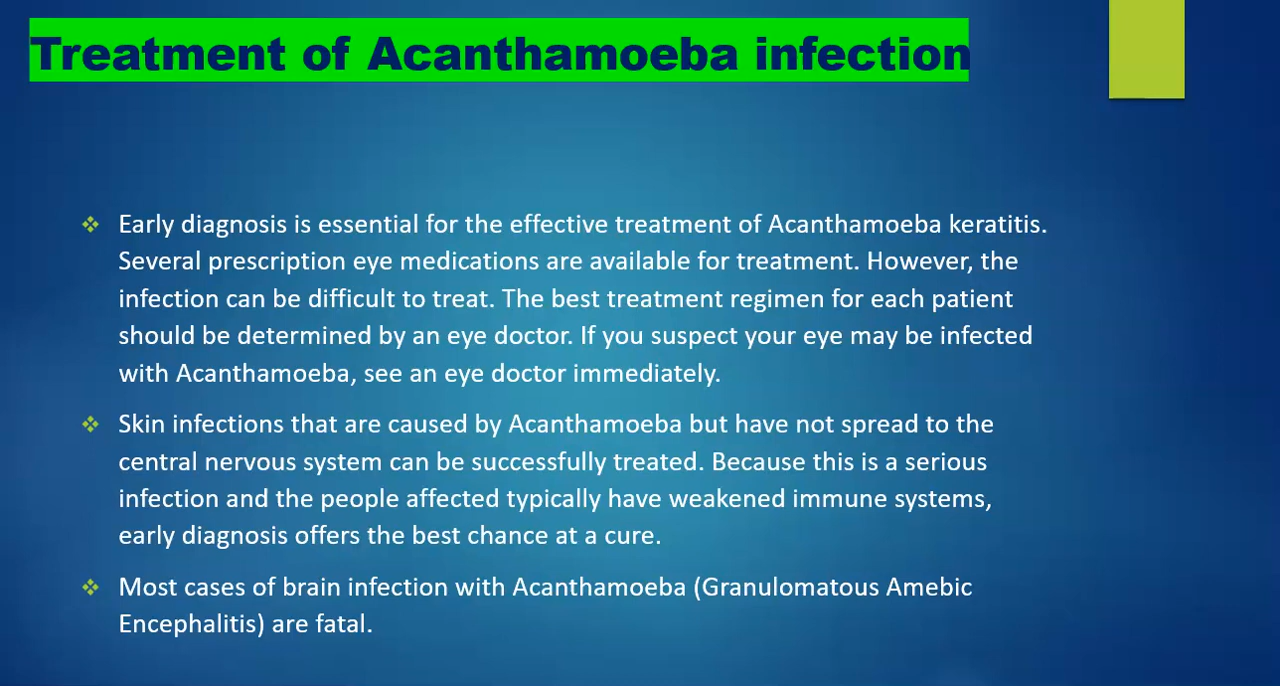 Treatment of Acanthamoeba infection
Early diagnosis is essential for the effective treatment of Acanthamoeba keratitis.
Several prescription eye medications are available for treatment. However, the
infection can be difficult to treat. The best treatment regimen for each patient
should be determined by an eye doctor. If you suspect your eye may be infected
with Acanthamoeba, see an eye doctor immediately.
Skin infections that are caused by Acanthamoeba but have not spread to the
central nervous system can be successfully treated. Because this is a serious
infection and the people affected typically have weakened immune systems,
early diagnosis offers the best chance at a cure.
Most cases of brain infection with Acanthamoeba (Granulomatous Amebic
Encephalitis) are fatal.